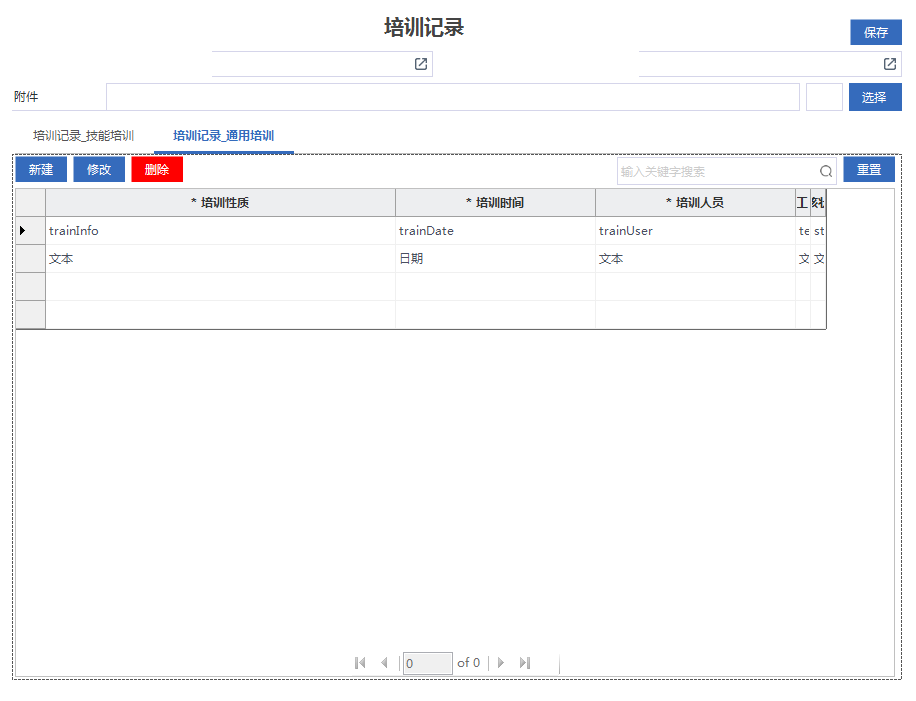 培训记录
保存
附件
选择
培训记录_技能培训 培训记录_通用培训
新建 修改 删除 输入关键字搜索 重置
* 培训性质 * 培训时间 * 培训人员 工
trainInfo trainDate trainUser te st
文本 日期 文本 文 文
0 of 0